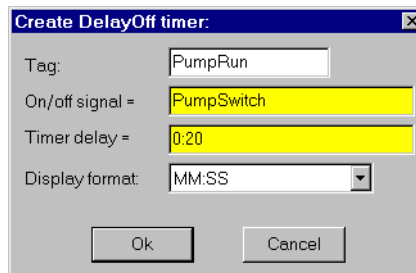 Create DelayOff timer:
Tag: PumpRun
On/off signal = PumpSwitch
Timer delay = 0:20
Display format: MM:SS
Ok Cancel